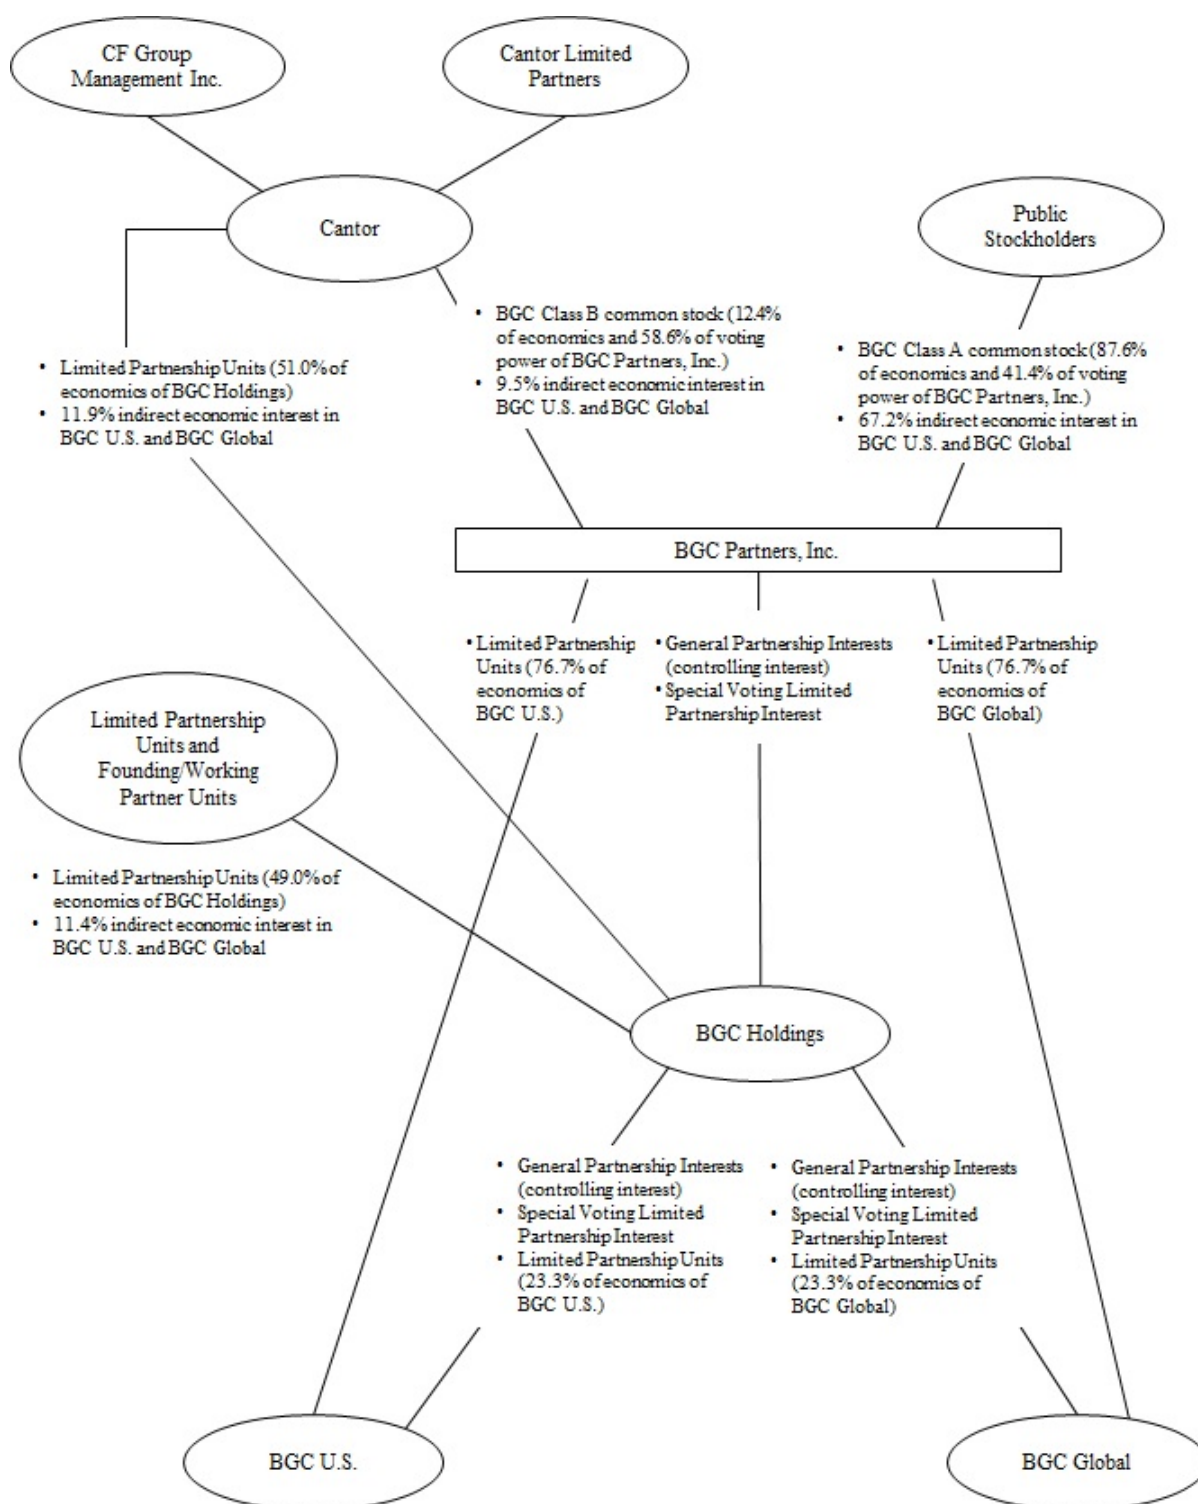 CF Group
Management Inc.
Cantor Limited
Partners
Cantor
Public
Stockholders
• BGC Class B common stock (12.4%
of economics and 58.6% of voting
power of BGC Partners, Inc.)
• 9.5% indirect economic interest in
BGC U.S. and BGC Global
• BGC Class A common stock (87.6%
of economics and 41.4% of voting
power of BGC Partners, Inc.)
• 67.2% indirect economic interest in
BGC U.S. and BGC Global
• Limited Partnership Units (51.0% of
economics of BGC Holdings)
• 11.9% indirect economic interest in
BGC U.S. and BGC Global
BGC Partners, Inc.
• Limited Partnership
Units (76.7% of
economics of
BGC U.S.)
• General Partnership Interests
(controlling interest)
• Special Voting Limited
Partnership Interest
• Limited Partnership
Units (76.7% of
economics of
BGC Global)
Limited Partnership
Units and
Founding/Working
Partner Units
• Limited Partnership Units (49.0% of
economics of BGC Holdings)
• 11.4% indirect economic interest in
BGC U.S. and BGC Global
BGC Holdings
• General Partnership Interests
(controlling interest)
• Special Voting Limited
Partnership Interest
• Limited Partnership Units
(23.3% of economics of
BGC U.S.)
• General Partnership Interests
(controlling interest)
• Special Voting Limited
Partnership Interest
• Limited Partnership Units
(23.3% of economics of
BGC Global)
BGC U.S.
BGC Global